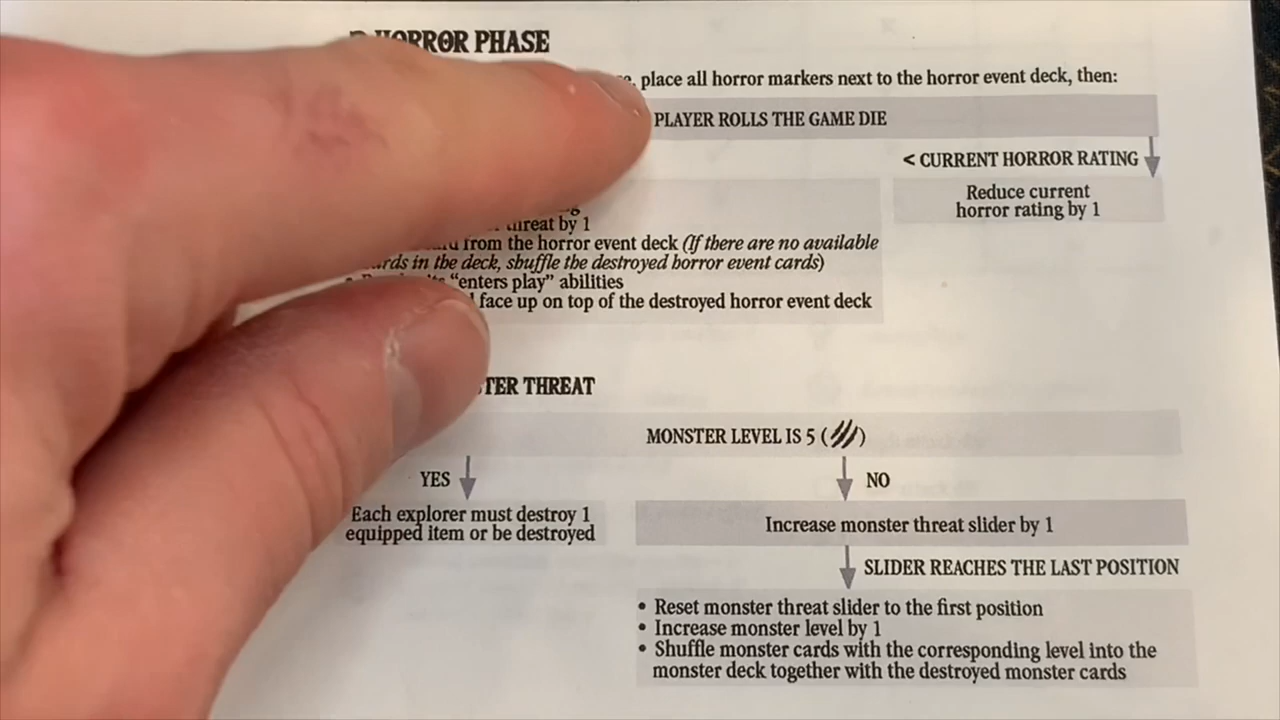 HORROR PHASE
place all horror markers next to the horror event deck, then:
PLAYER ROLLS THE GAME DIE
< CURRENT HORROR RATING
Reduce current
horror rating by 1
threat by 1
from the horror event deck (If there are no available
in the deck, shuffle the destroyed horror event cards)
“enters play” abilities
face up on top of the destroyed horror event deck
THREAT
MONSTER LEVEL IS 5 ( )
YES
NO
Each explorer must destroy 1
equipped item or be destroyed
Increase monster threat slider by 1
SLIDER REACHES THE LAST POSITION
• Reset monster threat slider to the first position
• Increase monster level by 1
• Shuffle monster cards with the corresponding level into the
monster deck together with the destroyed monster cards